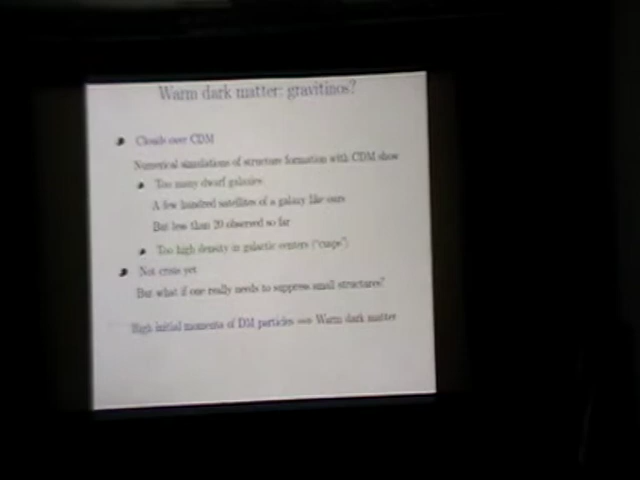 Warm dark matter: gravitinos?
Clouds over CDM
Numerical simulations of structure formation with CDM show
Too many dwarf galaxies
A few hundred satellites of a galaxy like ours
But less than 20 observed so far
Too high density in galactic centers ("cusps")
Not crisis yet
But what if one really needs to suppress small structures?
High initial momenta of DM particles ⟹ Warm dark matter